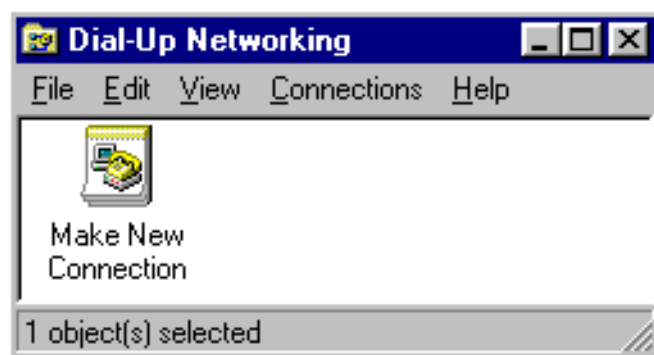 Dial-Up Networking
File Edit View Connections Help
Make New
Connection
1 object(s) selected